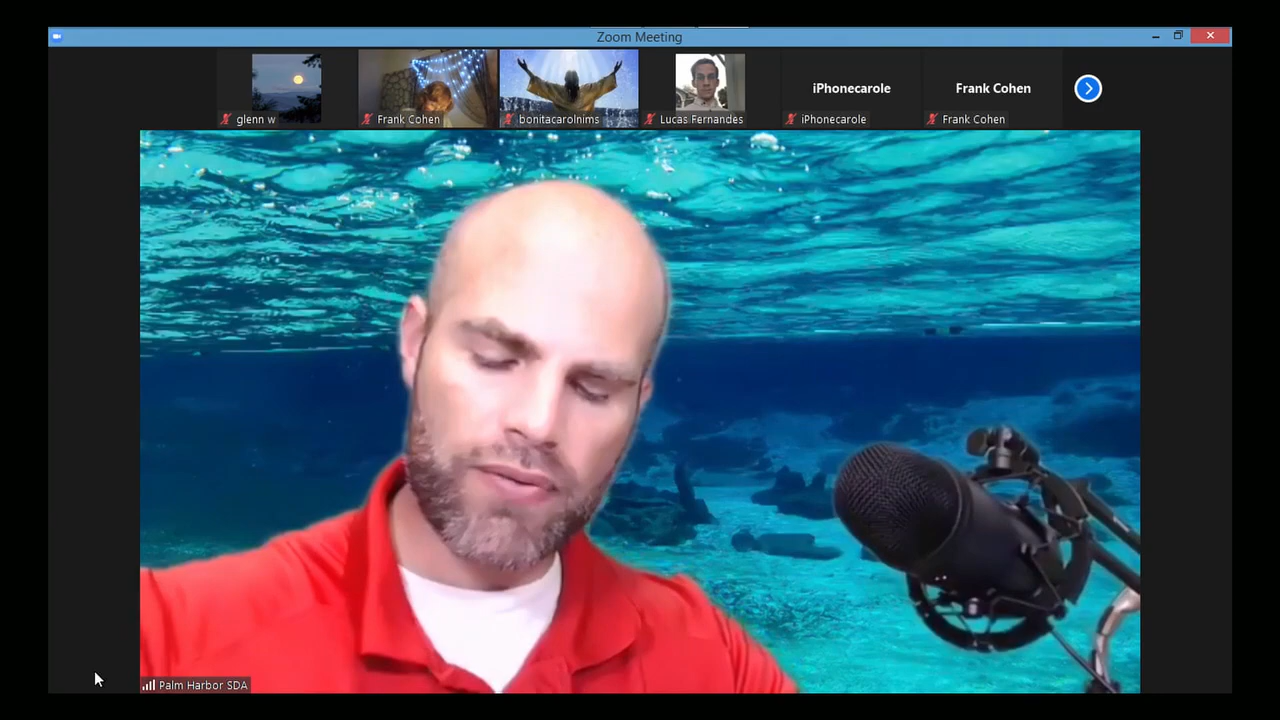 Zoom Meeting
iPhonecarole
Frank Cohen
glenn w
Frank Cohen
bonitacarolnims
Lucas Fernandes
iPhonecarole
Frank Cohen
Palm Harbor SDA